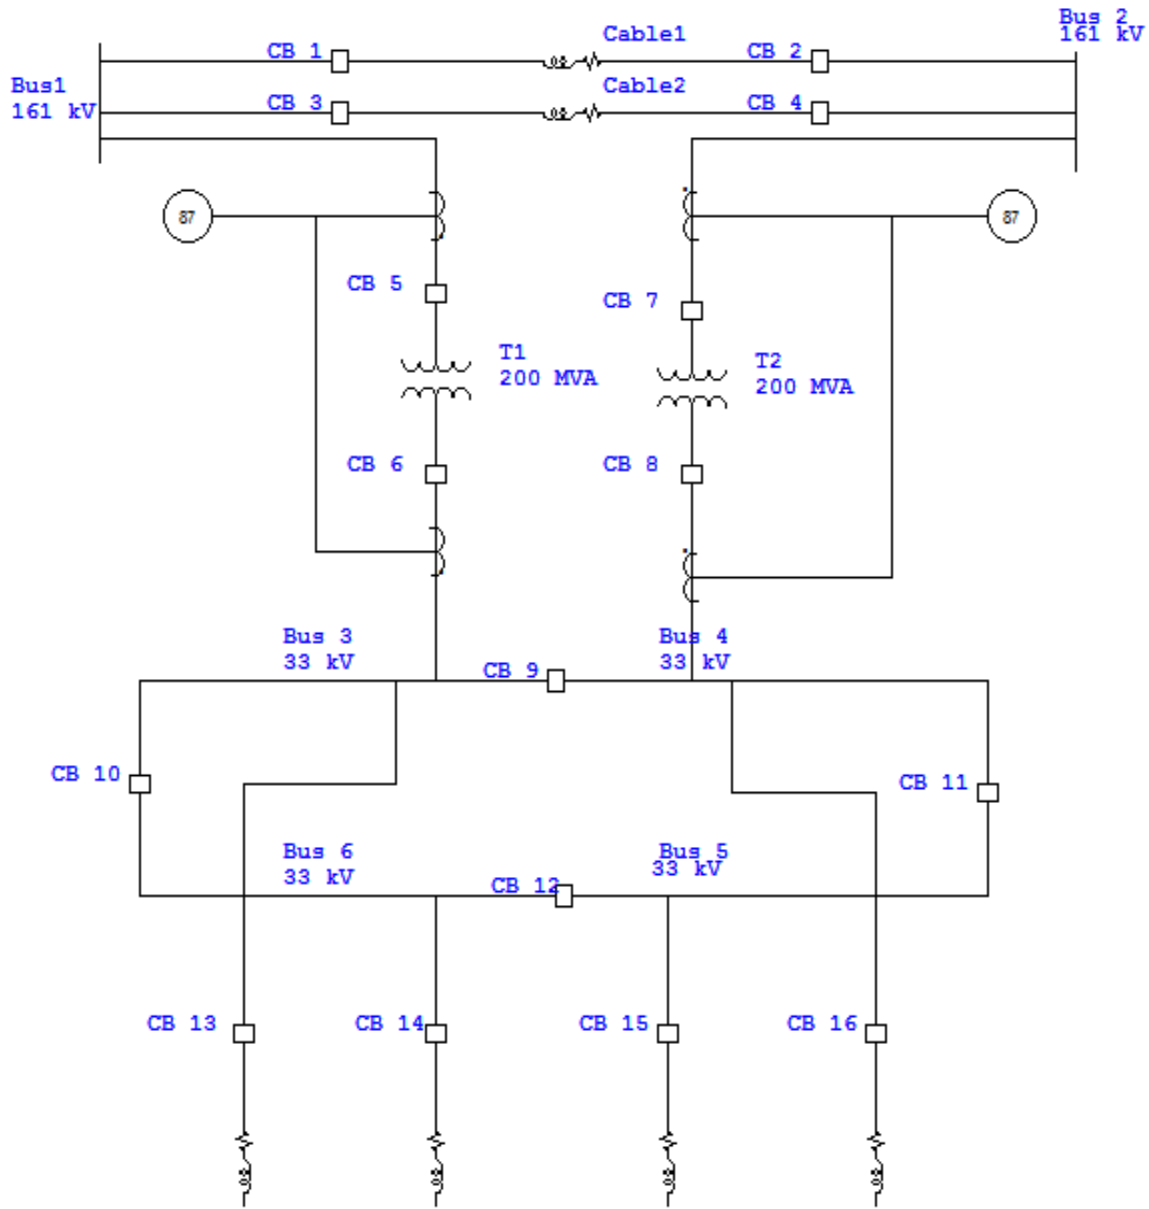 Bus 2
161 kV
Cable1
CB 1
CB 2
Bus1
161 kV
Cable2
CB 3
CB 4
87
87
CB 5
CB 7
T1
200 MVA
T2
200 MVA
CB 6
CB 8
Bus 3
33 kV
Bus 4
33 kV
CB 9
CB 10
CB 11
Bus 6
33 kV
Bus 5
33 kV
CB 12
CB 13
CB 14
CB 15
CB 16